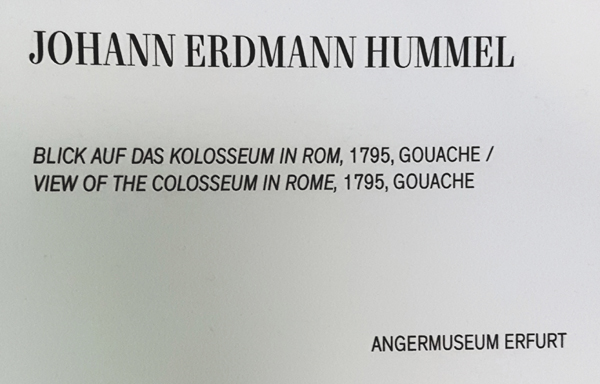 JOHANN ERDMANN HUMMEL
BLICK AUF DAS KOLOSSEUM IN ROM, 1795, GOUACHE /
VIEW OF THE COLOSSEUM IN ROME, 1795, GOUACHE
ANGERMUSEUM ERFURT